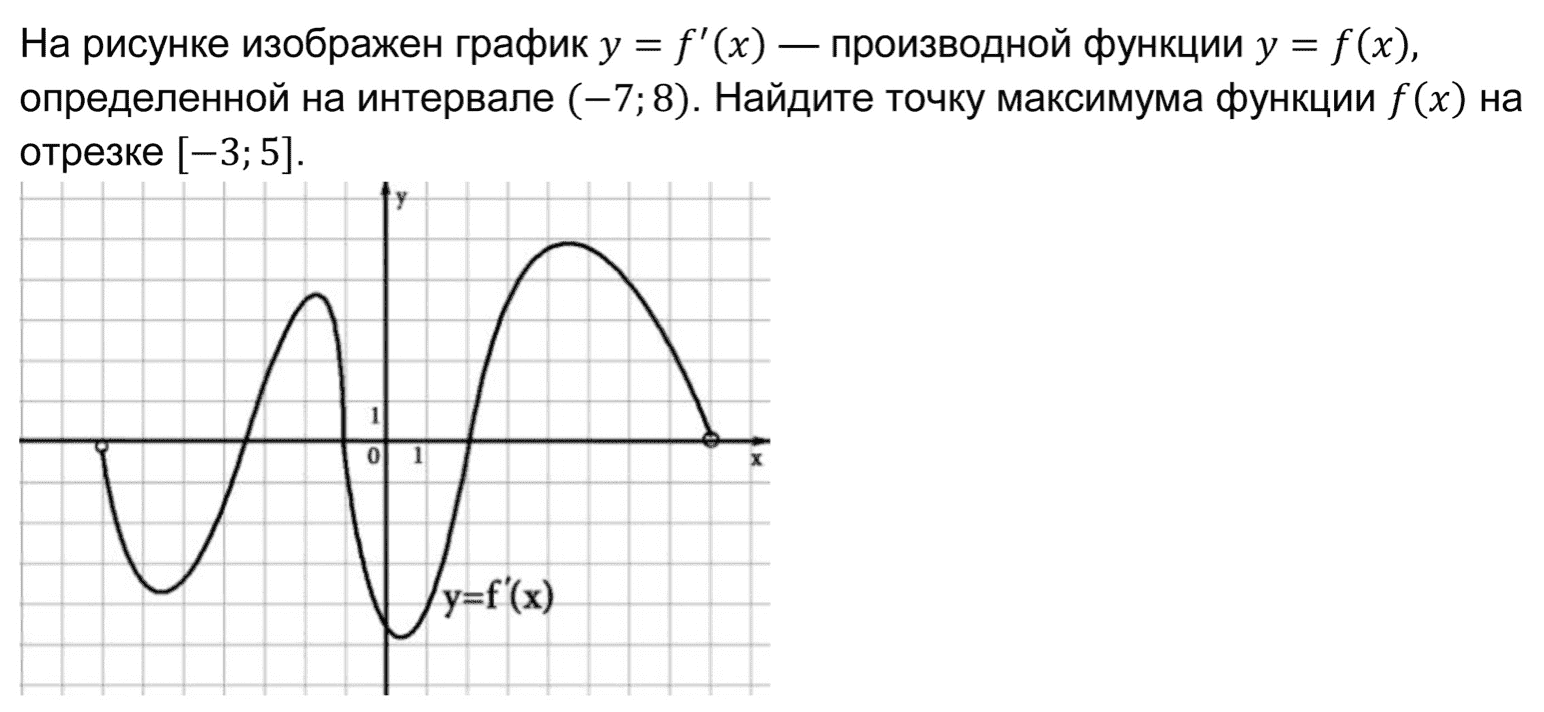 На рисунке изображен график y = f′(x) — производной функции y = f(x),
определенной на интервале (−7; 8). Найдите точку максимума функции f(x) на
отрезке [−3; 5].
y
1
0 1
x
y=f′(x)